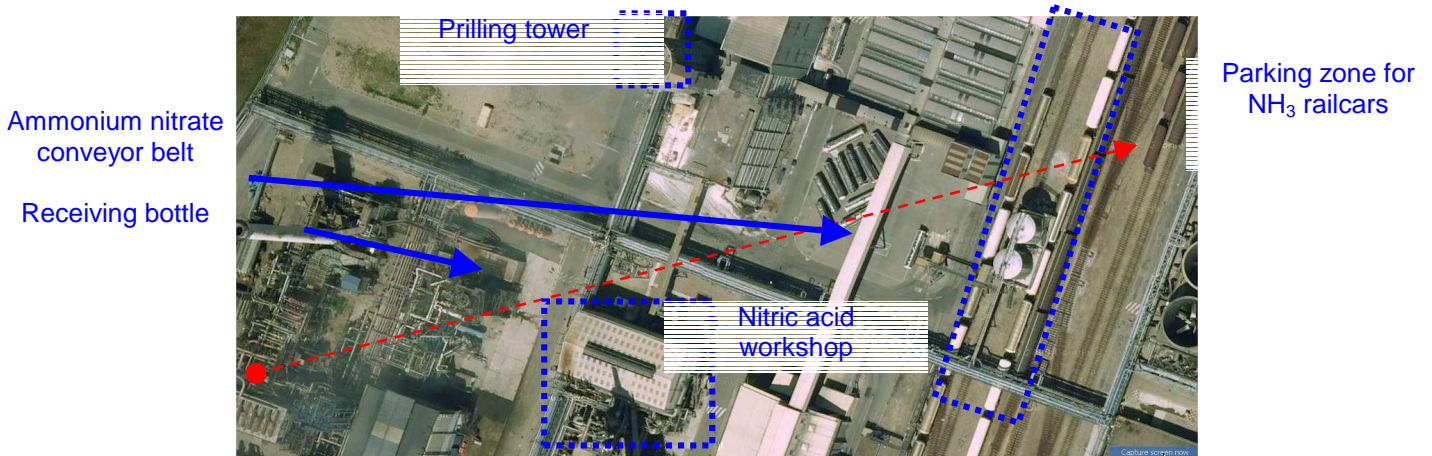 Prilling tower
Parking zone for
NH₃ railcars
Ammonium nitrate
conveyor belt
Receiving bottle
Nitric acid
workshop
Capture screen now